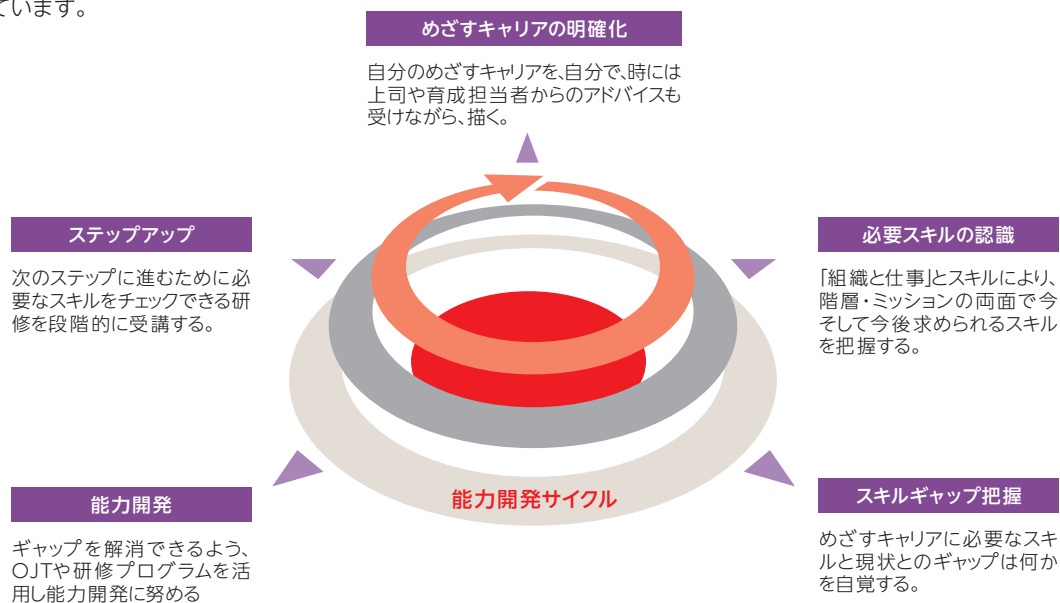 ています。
めざすキャリアの明確化
自分のめざすキャリアを、自分で、時には
上司や育成担当者からのアドバイスも
受けながら、描く。
ステップアップ
次のステップに進むために必
要なスキルをチェックできる研
修を段階的に受講する。
必要スキルの認識
「組織と仕事」とスキルにより、
階層・ミッションの両面で今
そして今後求められるスキル
を把握する。
能力開発サイクル
能力開発
ギャップを解消できるよう、
OJTや研修プログラムを活
用し能力開発に努める
スキルギャップ把握
めざすキャリアに必要なスキ
ルと現状とのギャップは何か
を自覚する。